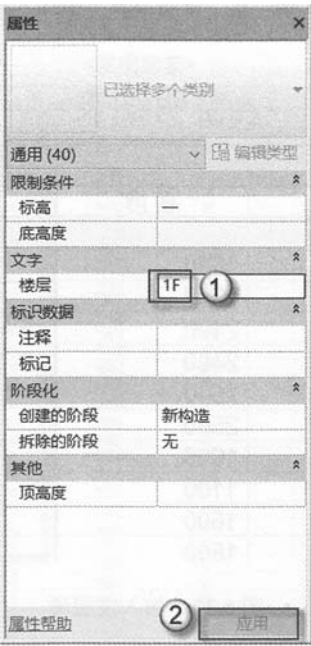 属性 ×
已选择多个类别
通用 (40) 编辑类型
限制条件
标高 —
底高度
文字
楼层 1F ①
标识数据
注释
标记
阶段化
创建的阶段 新构造
拆除的阶段 无
其他
顶高度
属性帮助 ② 应用